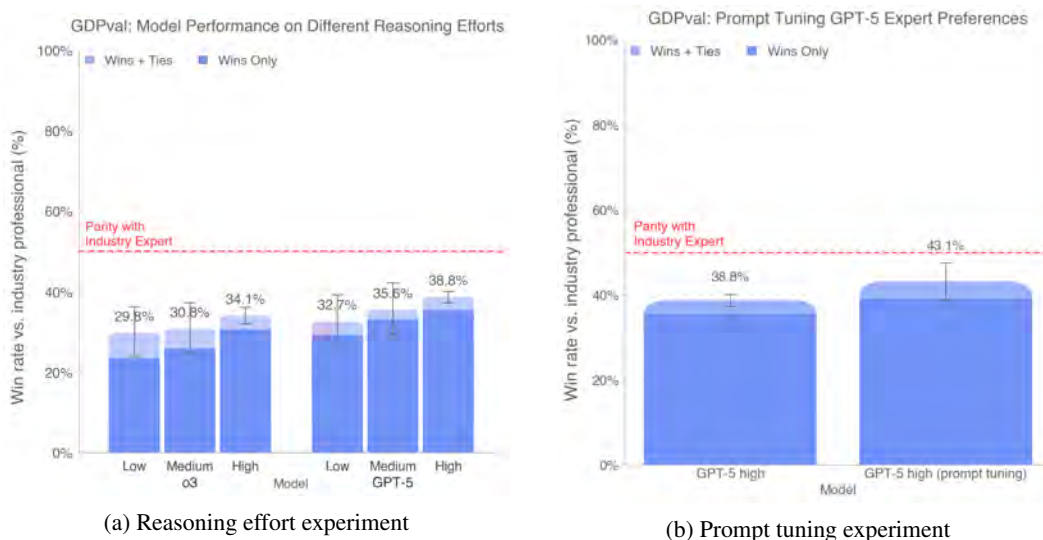 GDPval: Model Performance on Different Reasoning Efforts
100%
Wins + Ties
Wins Only
80%
60%
Parity with
Industry Expert
40%
20%
0%
Win rate vs. industry professional (%)
29.8%
30.8%
34.1%
32.7%
35.6%
38.8%
Low
Medium
High
Low
Medium
High
o3
Model
GPT-5
(a) Reasoning effort experiment
GDPval: Prompt Tuning GPT-5 Expert Preferences
100%
Wins + Ties
Wins Only
80%
60%
Parity with
Industry Expert
40%
20%
0%
Win rate vs. industry professional (%)
38.8%
43.1%
GPT-5 high
GPT-5 high (prompt tuning)
Model
(b) Prompt tuning experiment